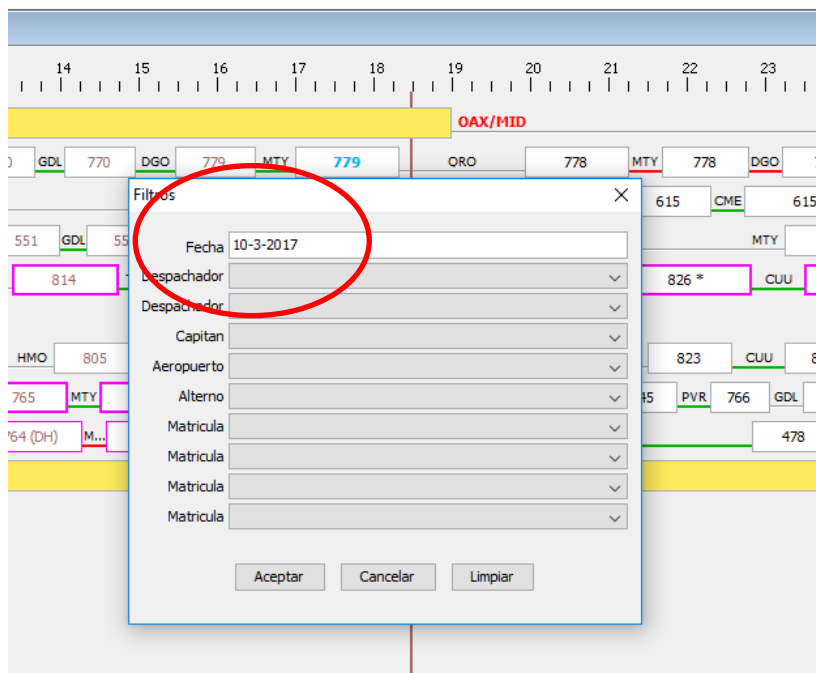 14 15 16 17 18 19 20 21 22 23
OAX/MID
GDL 770 DGO 779 MTY 779 QRO 778 MTY 778 DGO
Filtros
615 CME 615
Fecha 10-3-2017
551 GDL 55 MTY
Despachador
814 826 * CUU
Despachador
Capitan
HMO 805 823 CUU
Aeropuerto
765 MTY Alterno 45 PVR 766 GDL
Matricula
764 (DH) M... 478
Matricula
Matricula
Matricula
Aceptar Cancelar Limpiar